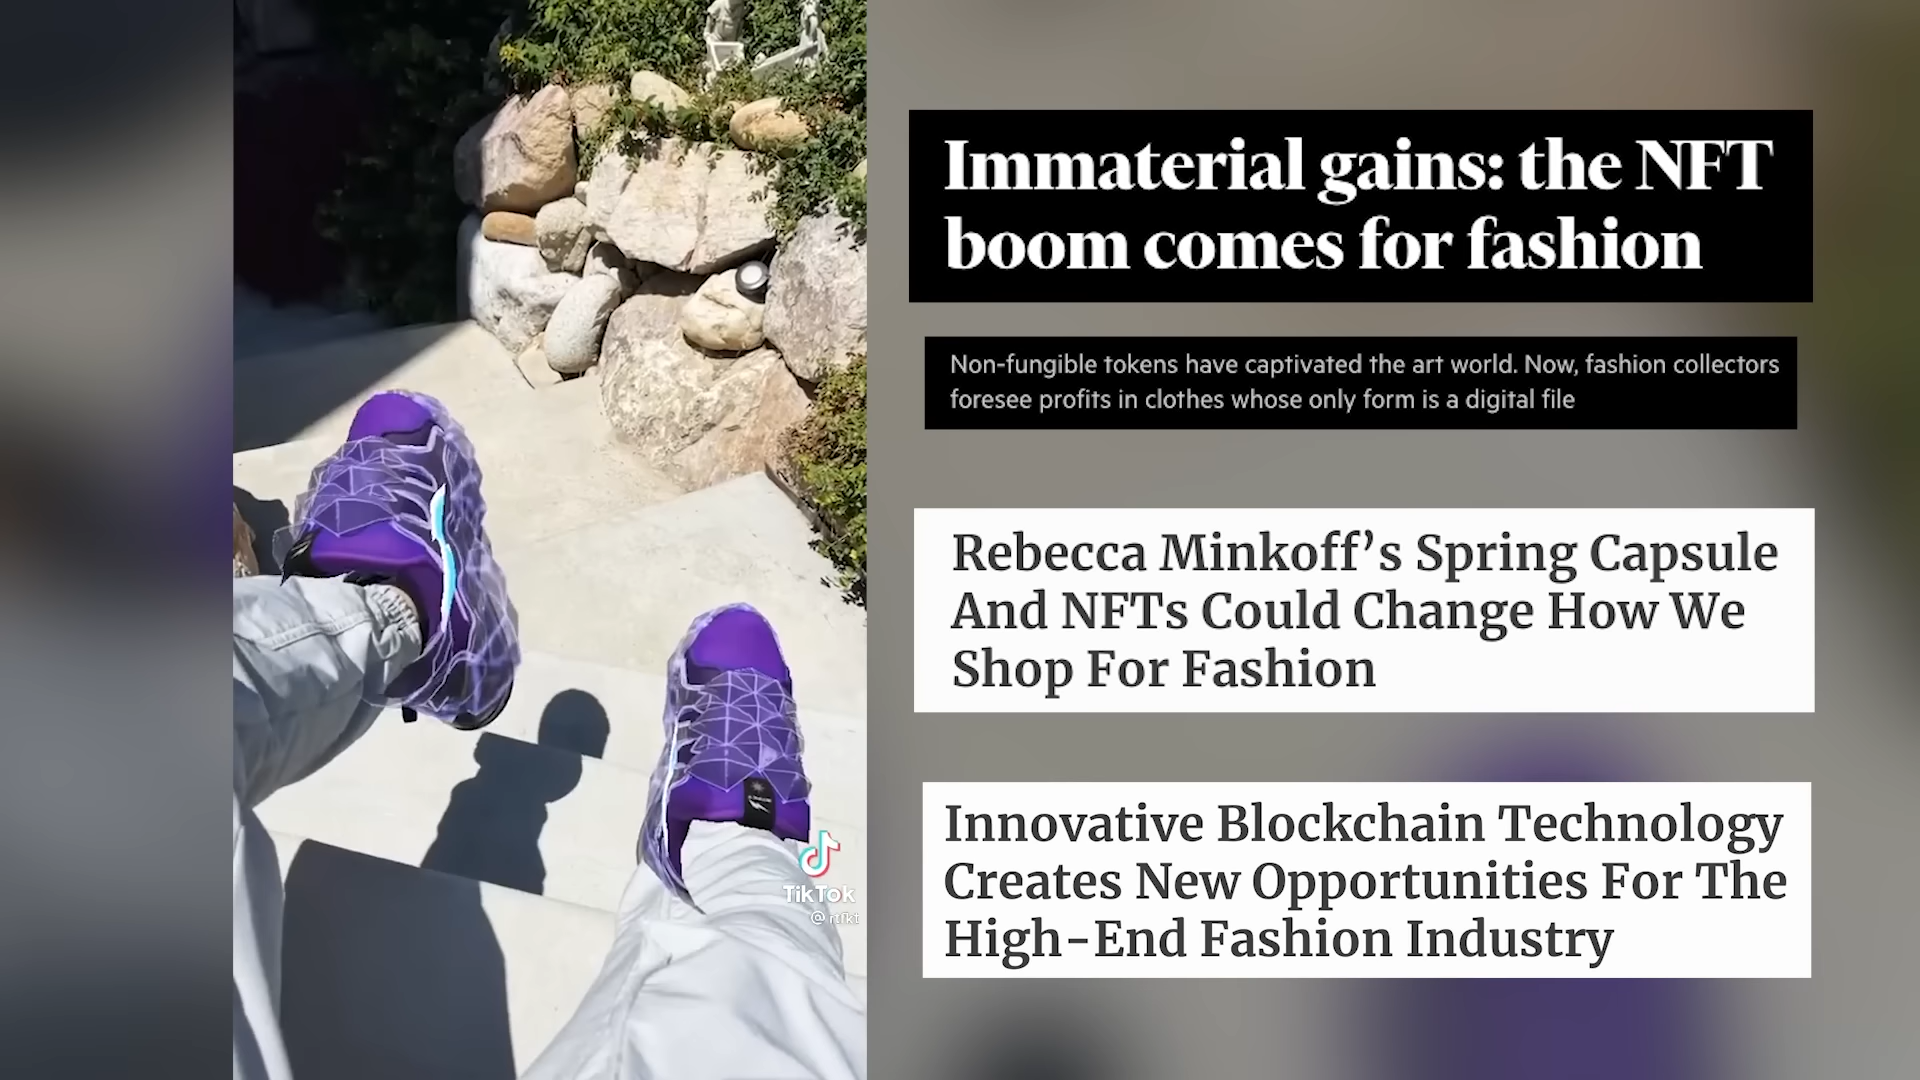 Immaterial gains: the NFT
boom comes for fashion
Non-fungible tokens have captivated the art world. Now, fashion collectors
foresee profits in clothes whose only form is a digital file
Rebecca Minkoff’s Spring Capsule
And NFTs Could Change How We
Shop For Fashion
Innovative Blockchain Technology
Creates New Opportunities For The
High-End Fashion Industry
TikTok
@rtfkt